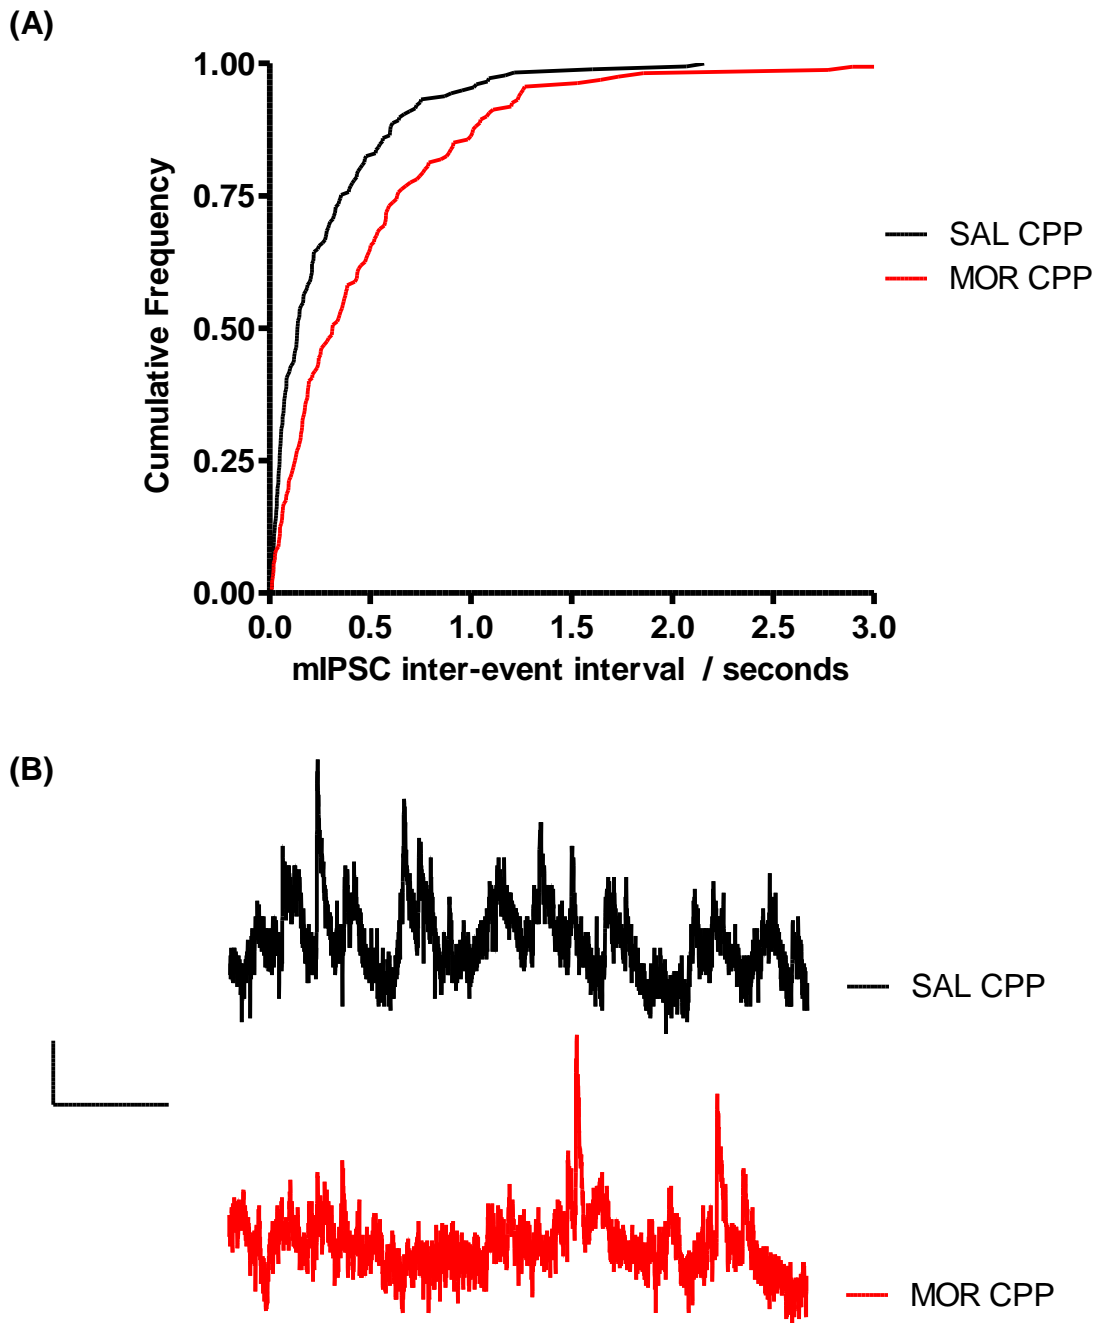 (A)
1.00
0.75
0.50
0.25
0.00
Cumulative Frequency
0.0 0.5 1.0 1.5 2.0 2.5 3.0
mIPSC inter-event interval / seconds
SAL CPP
MOR CPP
(B)
SAL CPP
MOR CPP